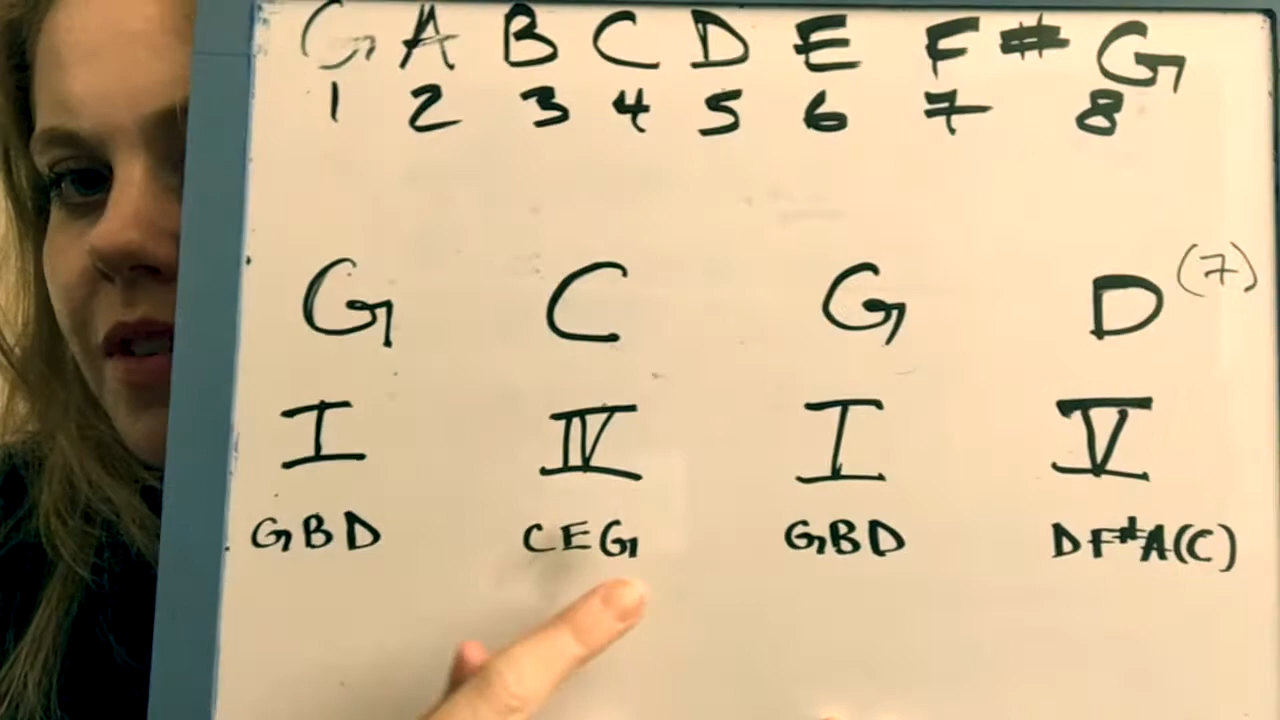 G A B C D E F # G
1 2 3 4 5 6 7 8
G C G D (7)
I IV I V
GBD CEG GBD DF#A(C)